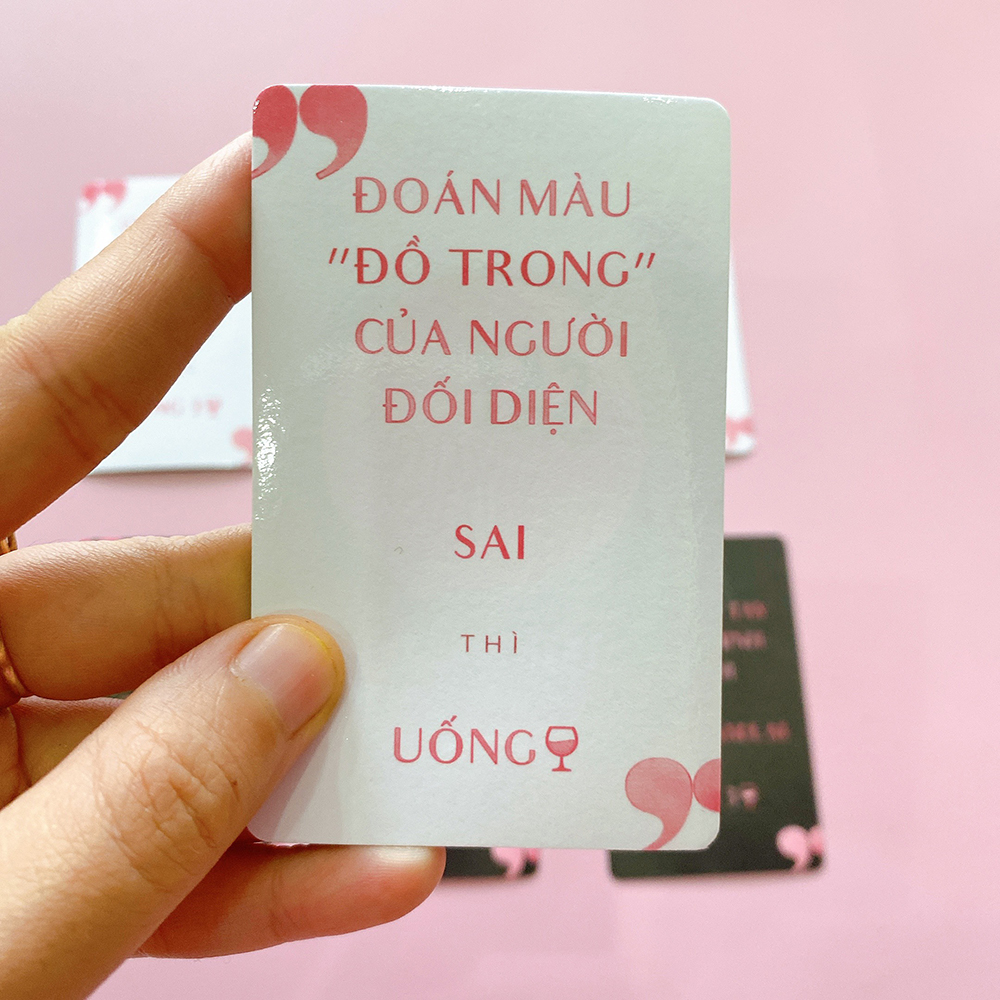 ĐOÁN MÀU
"ĐỒ TRONG"
CỦA NGƯỜI
ĐỐI DIỆN
SAI
THÌ
UỐNG